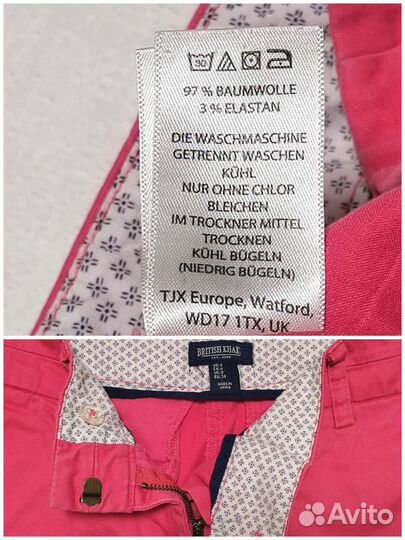 30
97 % BAUMWOLLE
3 % ELASTAN
DIE WASCHMASCHINE
GETRENNT WASCHEN
KÜHL
NUR OHNE CHLOR
BLEICHEN
IM TROCKNER MITTEL
TROCKNEN
KÜHL BÜGELN
(NIEDRIG BÜGELN)
TJX Europe, Watford,
WD17 1TX, UK
BRITISH KHAKI
MADE IN
CHINA
Avito